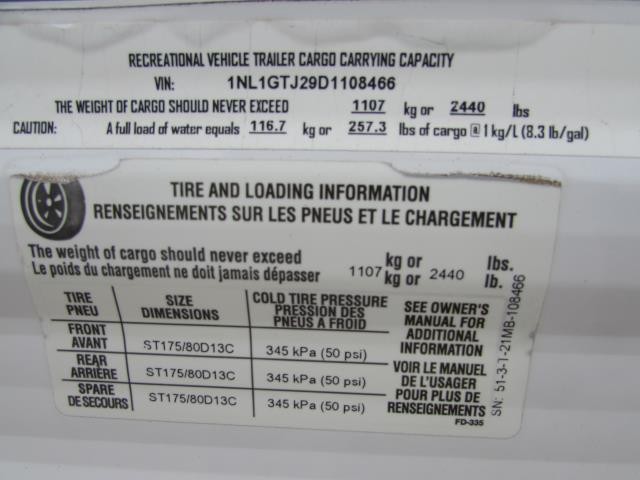 RECREATIONAL VEHICLE TRAILER CARGO CARRYING CAPACITY
VIN: 1NL1GTJ29D1108466
THE WEIGHT OF CARGO SHOULD NEVER EXCEED 1107 kg or 2440 lbs
CAUTION: A full load of water equals 116.7 kg or 257.3 lbs of cargo @ 1 kg/L (8.3 lb/gal)
TIRE AND LOADING INFORMATION
RENSEIGNEMENTS SUR LES PNEUS ET LE CHARGEMENT
The weight of cargo should never exceed
Le poids du chargement ne doit jamais dépasser
1107 kg or 2440 lbs.
kg or lb.
TIRE
PNEU
SIZE
DIMENSIONS
COLD TIRE PRESSURE
PRESSION DES
PNEUS A FROID
FRONT
AVANT
ST175/80D13C
345 kPa (50 psi)
REAR
ARRIÈRE
ST175/80D13C
345 kPa (50 psi)
SPARE
DE SECOURS
ST175/80D13C
345 kPa (50 psi)
SEE OWNER'S
MANUAL FOR
ADDITIONAL
INFORMATION
VOIR LE MANUEL
DE L'USAGER
POUR PLUS DE
RENSEIGNEMENTS
FD-335
SN: 51-3-1-21MB-108466